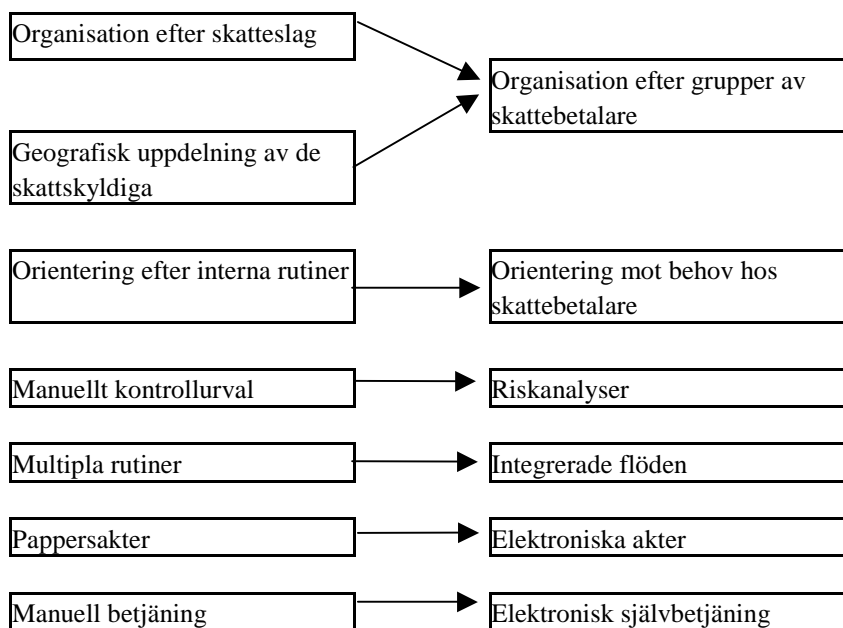 Organisation efter skatteslag
Organisation efter grupper av
skattebetalare
Geografisk uppdelning av de
skattskyldiga
Orientering efter interna rutiner
Orientering mot behov hos
skattebetalare
Manuellt kontrollurval
Riskanalyser
Multipla rutiner
Integrerade flöden
Pappersakter
Elektroniska akter
Manuell betjäning
Elektronisk självbetjäning